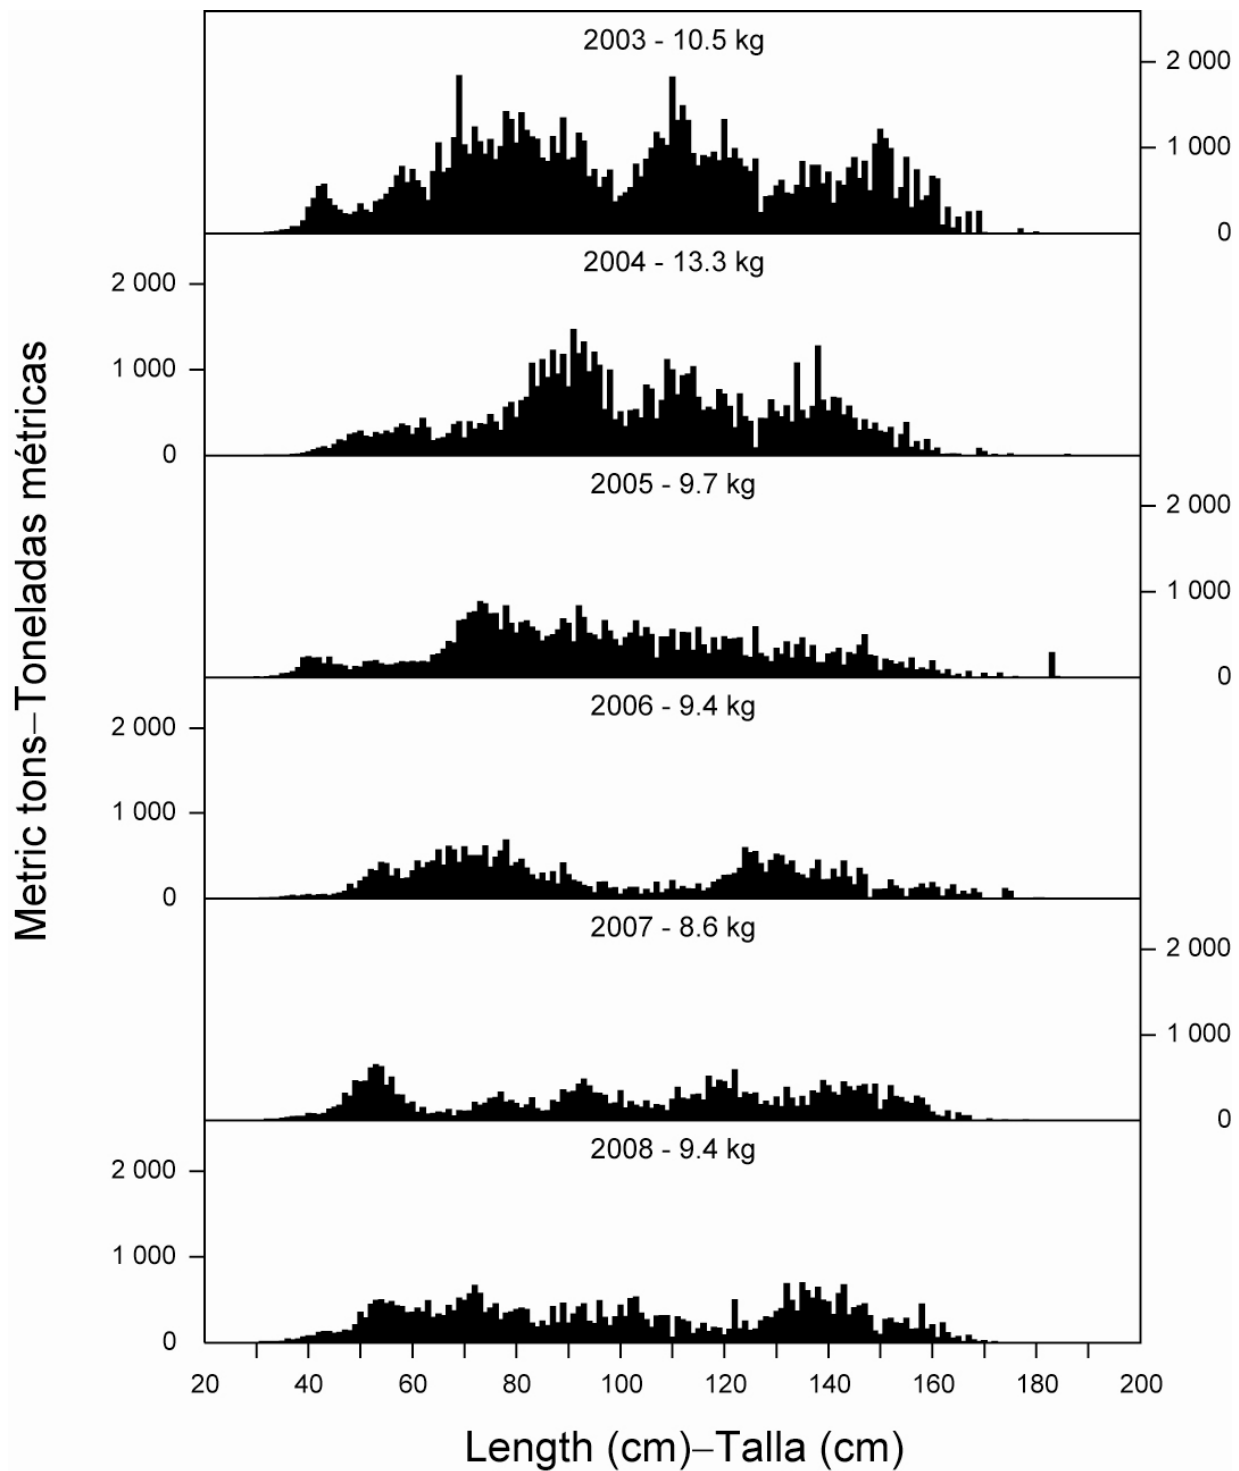 2003 - 10.5 kg
2 000
1 000
0
2004 - 13.3 kg
2 000
1 000
0
2005 - 9.7 kg
2 000
1 000
0
2006 - 9.4 kg
2 000
1 000
0
2007 - 8.6 kg
2 000
1 000
0
2008 - 9.4 kg
2 000
1 000
0
Metric tons–Toneladas métricas
20 40 60 80 100 120 140 160 180 200
Length (cm)–Talla (cm)